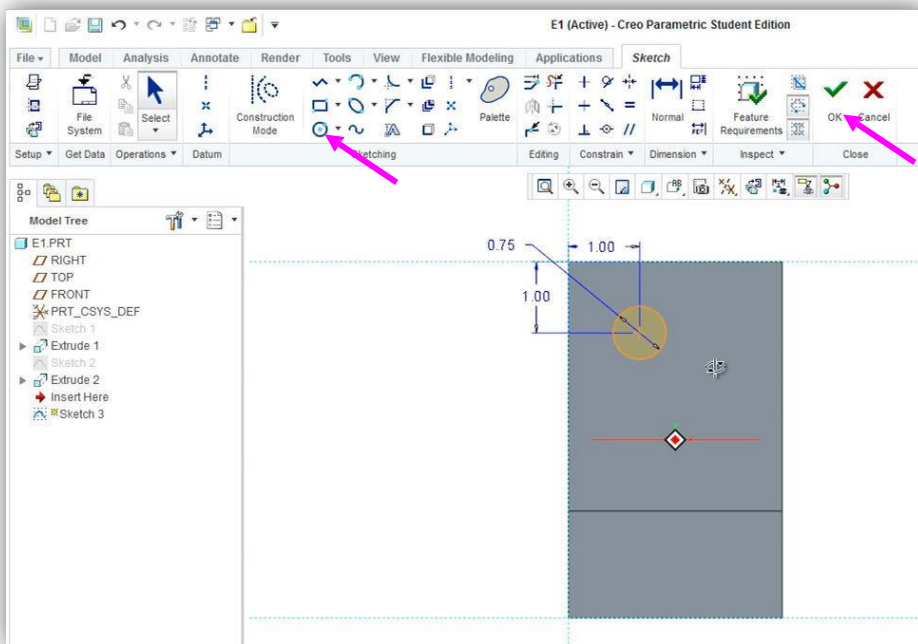 E1 (Active) - Creo Parametric Student Edition
File Model Analysis Annotate Render Tools View Flexible Modeling Applications Sketch
File System
Select
Construction Mode
Palette
Normal
Feature Requirements
OK Cancel
Setup Get Data Operations Datum Sketching Editing Constrain Dimension Inspect Close
Model Tree
E1.PRT
RIGHT
TOP
FRONT
PRT_CSYS_DEF
Sketch 1
Extrude 1
Sketch 2
Extrude 2
Insert Here
Sketch 3
0.75
1.00
1.00